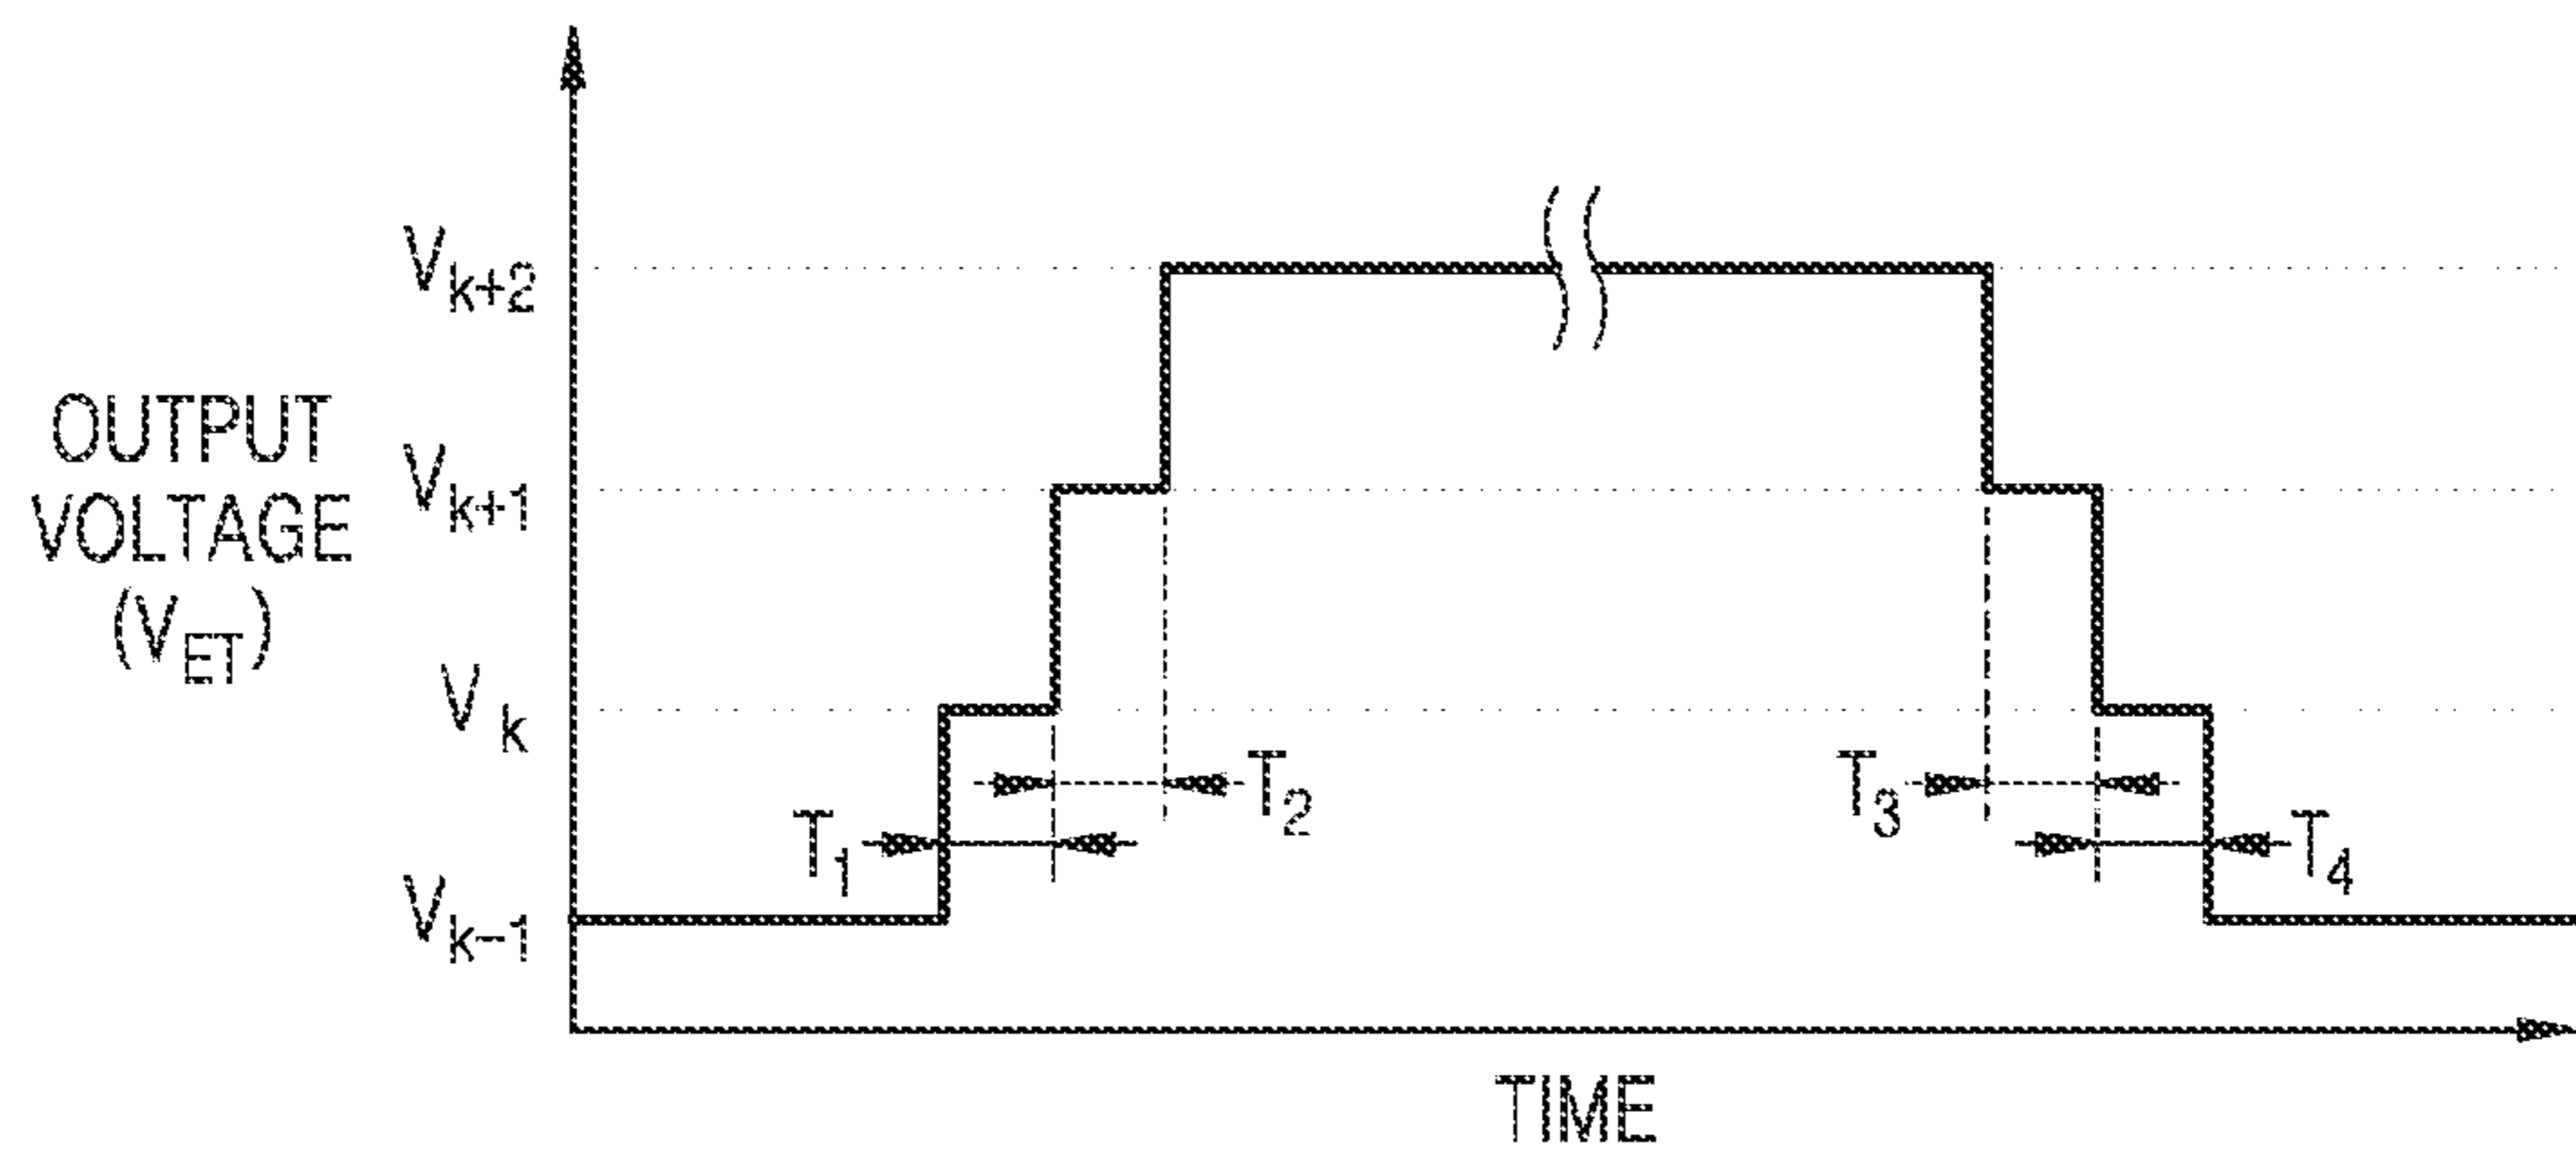 V_{k+2}
OUTPUT
VOLTAGE
(V_{ET})
V_{k+1}
V_k
V_{k-1}
T_1
T_2
T_3
T_4
TIME